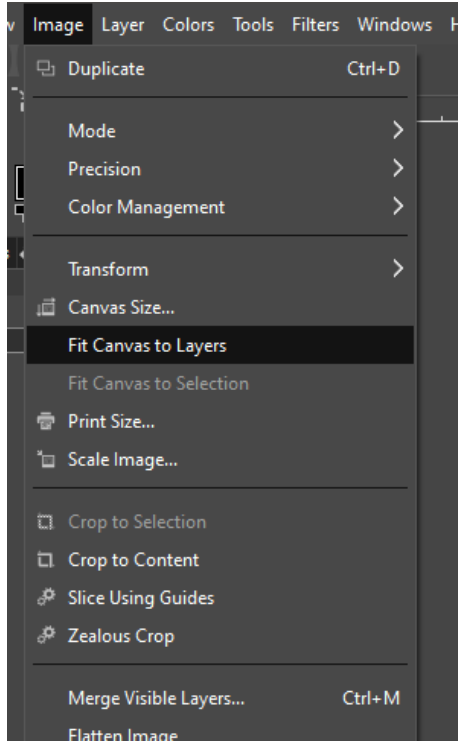 Image Layer Colors Tools Filters Windows
Duplicate Ctrl+D
Mode
Precision
Color Management
Transform
Canvas Size...
Fit Canvas to Layers
Fit Canvas to Selection
Print Size...
Scale Image...
Crop to Selection
Crop to Content
Slice Using Guides
Zealous Crop
Merge Visible Layers... Ctrl+M
Flatten Image